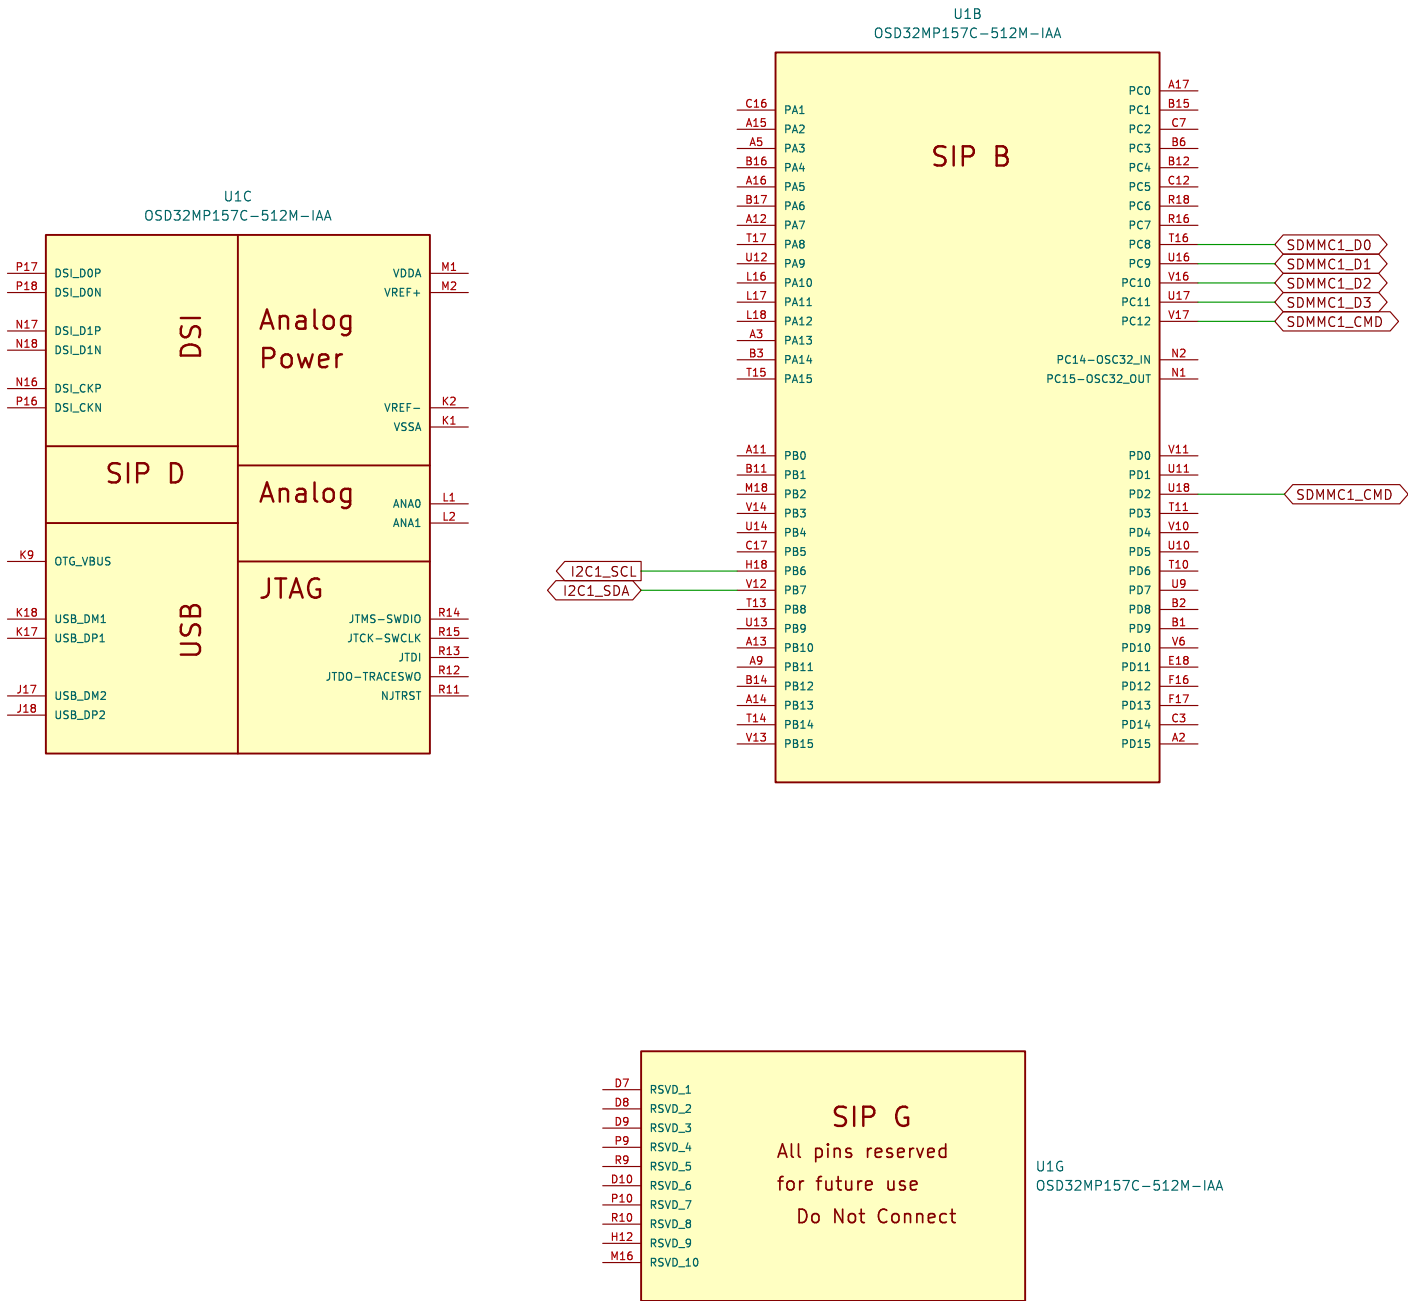 U1B
OSD32MP157C-512M-IAA
SIP B
C16 PA1
A15 PA2
A5 PA3
B16 PA4
A16 PA5
B17 PA6
A12 PA7
T17 PA8
U12 PA9
L16 PA10
L17 PA11
L18 PA12
A3 PA13
B3 PA14
T15 PA15
A11 PB0
B11 PB1
M18 PB2
V14 PB3
U14 PB4
C17 PB5
I2C1_SCL H18 PB6
I2C1_SDA V12 PB7
T13 PB8
U13 PB9
A13 PB10
A9 PB11
B14 PB12
A14 PB13
T14 PB14
V13 PB15
PC0 A17
PC1 B15
PC2 C7
PC3 B6
PC4 B12
PC5 C12
PC6 R18
PC7 R16
PC8 T16 SDMMC1_D0
PC9 U16 SDMMC1_D1
PC10 V16 SDMMC1_D2
PC11 U17 SDMMC1_D3
PC12 V17 SDMMC1_CMD
PC14-OSC32_IN N2
PC15-OSC32_OUT N1
PD0 V11
PD1 U11
PD2 U18 SDMMC1_CMD
PD3 T11
PD4 V10
PD5 U10
PD6 T10
PD7 U9
PD8 B2
PD9 B1
PD10 V6
PD11 E18
PD12 F16
PD13 F17
PD14 C3
PD15 A2
U1C
OSD32MP157C-512M-IAA
DSI
P17 DSI_D0P
P18 DSI_D0N
N17 DSI_D1P
N18 DSI_D1N
N16 DSI_CKP
P16 DSI_CKN
SIP D
USB
K9 OTG_VBUS
K18 USB_DM1
K17 USB_DP1
J17 USB_DM2
J18 USB_DP2
Analog
Power
VDDA M1
VREF+ M2
VREF- K2
VSSA K1
Analog
ANA0 L1
ANA1 L2
JTAG
JTMS-SWDIO R14
JTCK-SWCLK R15
JTDI R13
JTDO-TRACESWO R12
NJTRST R11
D7 RSVD_1
D8 RSVD_2
D9 RSVD_3
P9 RSVD_4
R9 RSVD_5
D10 RSVD_6
P10 RSVD_7
R10 RSVD_8
H12 RSVD_9
M16 RSVD_10
SIP G
All pins reserved
for future use
Do Not Connect
U1G
OSD32MP157C-512M-IAA